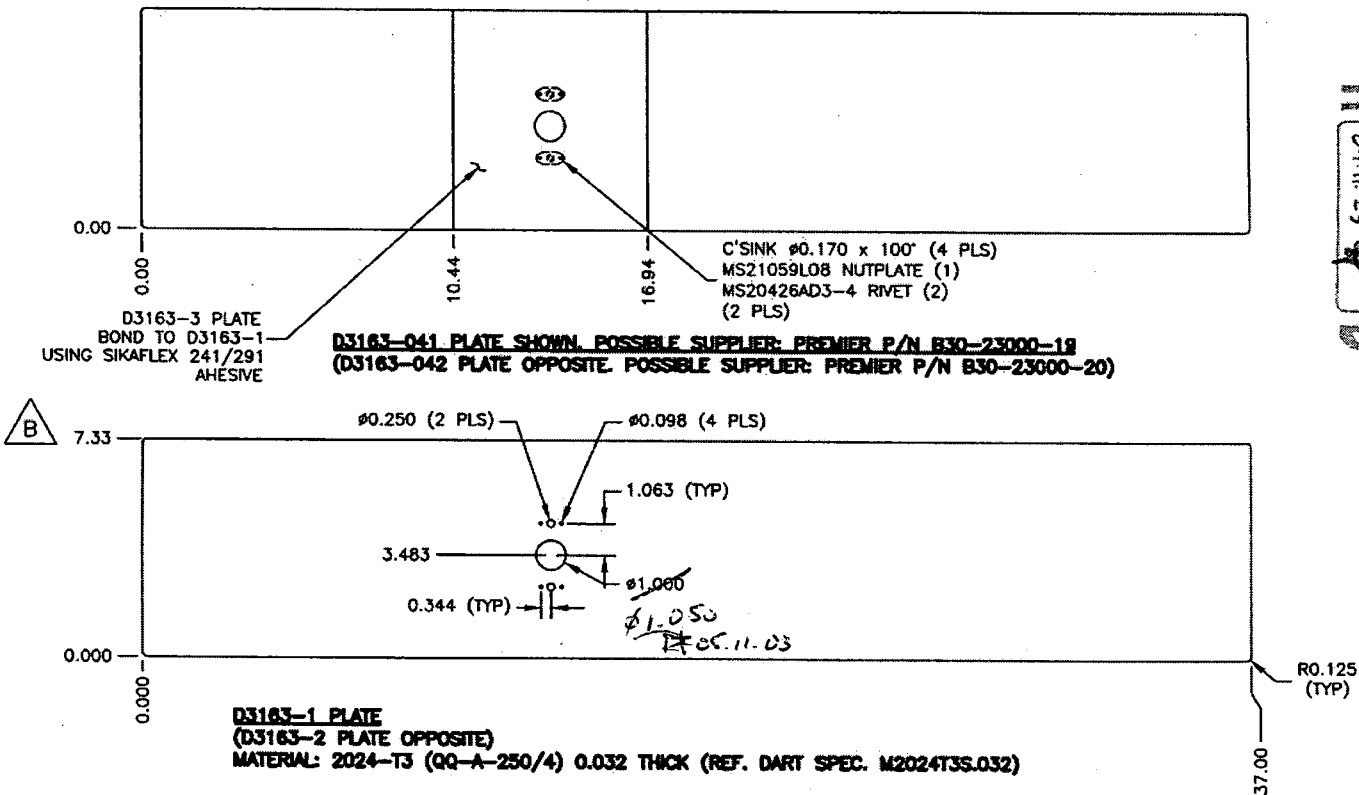 0.00
0.00
10.44
16.94
C'SINK ø0.170 x 100° (4 PLS)
MS21059L08 NUTPLATE (1)
MS20426AD3-4 RIVET (2)
(2 PLS)
D3163-3 PLATE
BOND TO D3163-1
USING SIKAFLEX 241/291
AHESIVE
D3163-041 PLATE SHOWN. POSSIBLE SUPPLIER: PREMIER P/N B30-23000-19
(D3163-042 PLATE OPPOSITE. POSSIBLE SUPPLIER: PREMIER P/N B30-23000-20)
B
7.33
ø0.250 (2 PLS)
ø0.098 (4 PLS)
1.063 (TYP)
3.483
ø1.000
0.344 (TYP)
ø1.050
05.11.03
0.000
0.000
R0.125
(TYP)
37.00
D3163-1 PLATE
(D3163-2 PLATE OPPOSITE)
MATERIAL: 2024-T3 (QQ-A-250/4) 0.032 THICK (REF. DART SPEC. M2024T3S.032)